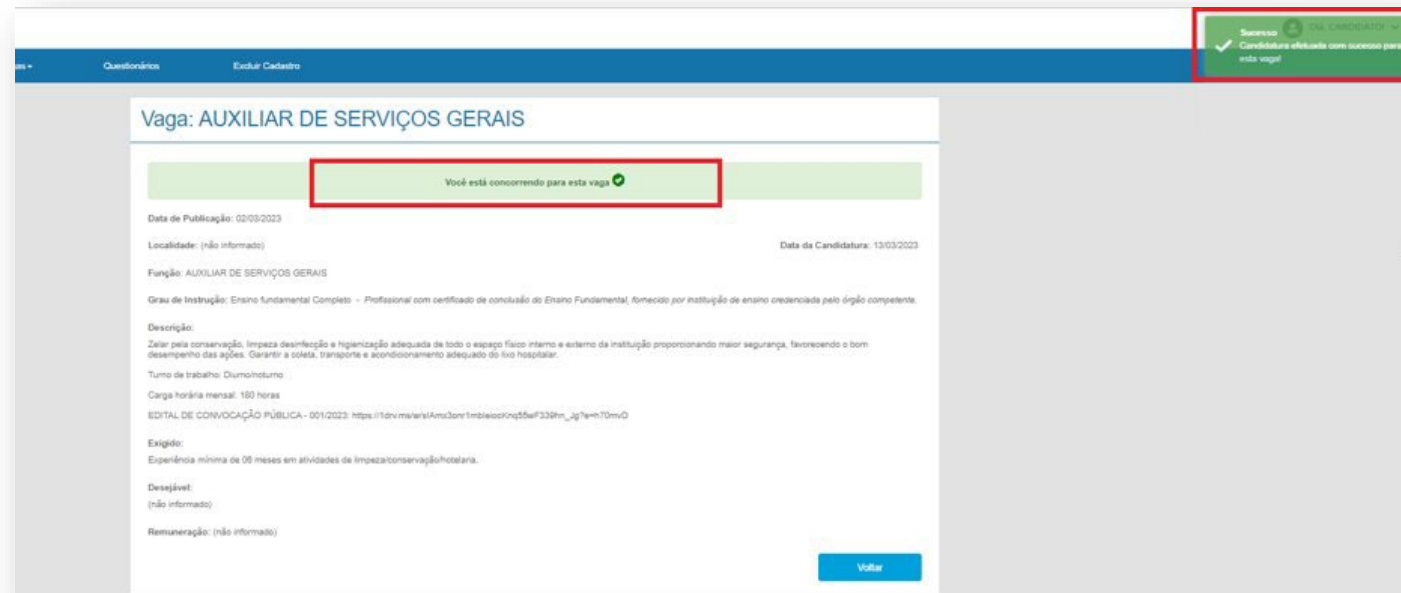 OLÁ, CANDIDATO!
Sucesso
Candidatura efetuada com sucesso para
esta vaga!
Questionários
Excluir Cadastro
Vaga: AUXILIAR DE SERVIÇOS GERAIS
Você está concorrendo para esta vaga
Data de Publicação: 02/03/2023
Localidade: (não informado)
Data da Candidatura: 13/03/2023
Função: AUXILIAR DE SERVIÇOS GERAIS
Grau de Instrução: Ensino fundamental Completo - Profissional com certificado de conclusão do Ensino Fundamental, fornecido por instituição de ensino credenciada pelo órgão competente.
Descrição:
Zelar pela conservação, limpeza desinfecção e higienização adequada de todo o espaço físico interno e externo da instituição proporcionando maior segurança, favorecendo o bom
desempenho das ações. Garantir a coleta, transporte e acondicionamento adequado do lixo hospitalar.
Turno de trabalho: Diurno/noturno
Carga horária mensal: 180 horas
EDITAL DE CONVOCAÇÃO PÚBLICA - 001/2023:
Exigido:
Experiência mínima de 06 meses em atividades de limpeza/conservação/hotelaria.
Desejável:
(não informado)
Remuneração: (não informado)
Voltar